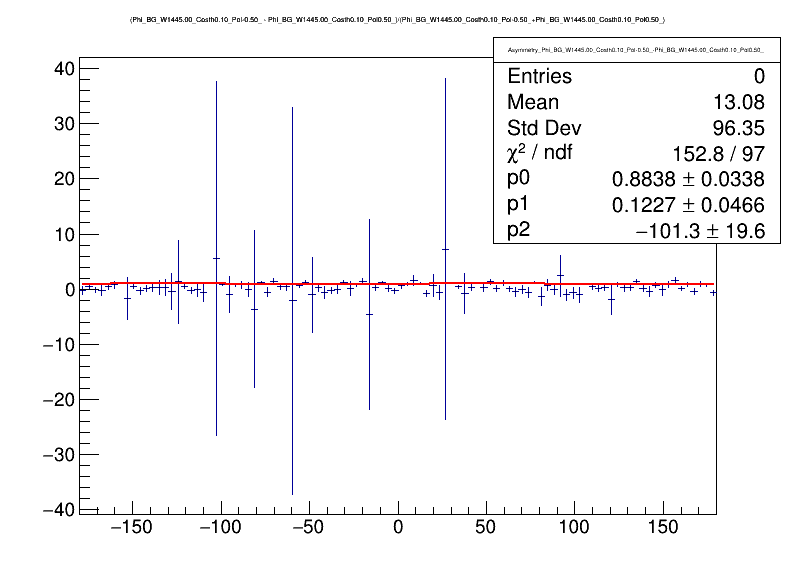 (Phi_BG_W1445.00_Costh0.10_Pol-0.50_ - Phi_BG_W1445.00_Costh0.10_Pol0.50_)/(Phi_BG_W1445.00_Costh0.10_Pol-0.50_+Phi_BG_W1445.00_Costh0.10_Pol0.50_)
Asymmetry_Phi_BG_W1445.00_Costh0.10_Pol-0.50_-Phi_BG_W1445.00_Costh0.10_Pol0.50_
Entries 0
Mean 13.08
Std Dev 96.35
χ² / ndf 152.8 / 97
p0 0.8838 ± 0.0338
p1 0.1227 ± 0.0466
p2 −101.3 ± 19.6
40
30
20
10
0
−10
−20
−30
−40
−150 −100 −50 0 50 100 150